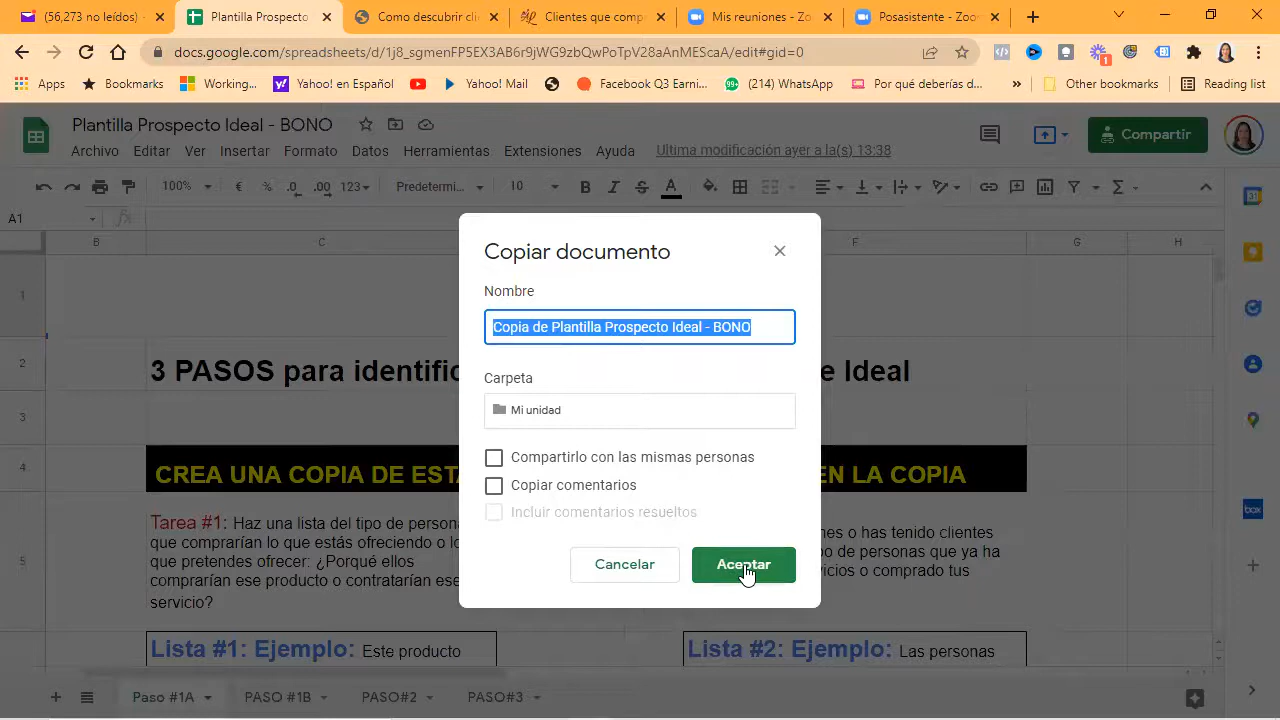 (56,273 no leídos)
Plantilla Prospecto
Como descubrir cli
Clientes que comp
Mis reuniones - Zo
Posasistente - Zoo
docs.google.com/spreadsheets/d/1j8_sgmenFP5EX3AB6r9jWG9zbQwPoTpV28aAnMEScaA/edit#gid=0
Apps
Bookmarks
Working...
Yahoo! en Español
Yahoo! Mail
Facebook Q3 Earni...
(214) WhatsApp
Por qué deberías d...
Other bookmarks
Reading list
Plantilla Prospecto Ideal - BONO
Archivo Editar Ver Insertar Formato Datos Herramientas Extensiones Ayuda
Última modificación ayer a la(s) 13:38
Compartir
100% € % .0 .00 123 Predetermi... 10 B I S A
A1 fx
B C F G H
1
2
3
4
5
3 PASOS para identific
e Ideal
CREA UNA COPIA DE ESTA
EN LA COPIA
Tarea #1: Haz una lista del tipo de persona
que comprarían lo que estás ofreciendo o lo
que pretendes ofrecer: ¿Porqué ellos
comprarían ese producto o contratarían ese
servicio?
nes o has tenido clientes
po de personas que ya ha
vicios o comprado tus
Lista #1: Ejemplo: Este producto
Lista #2: Ejemplo: Las personas
Copiar documento
Nombre
Copia de Plantilla Prospecto Ideal - BONO
Carpeta
Mi unidad
Compartirlo con las mismas personas
Copiar comentarios
Incluir comentarios resueltos
Cancelar
Aceptar
Paso #1A
Paso #1B
PASO#2
PASO#3